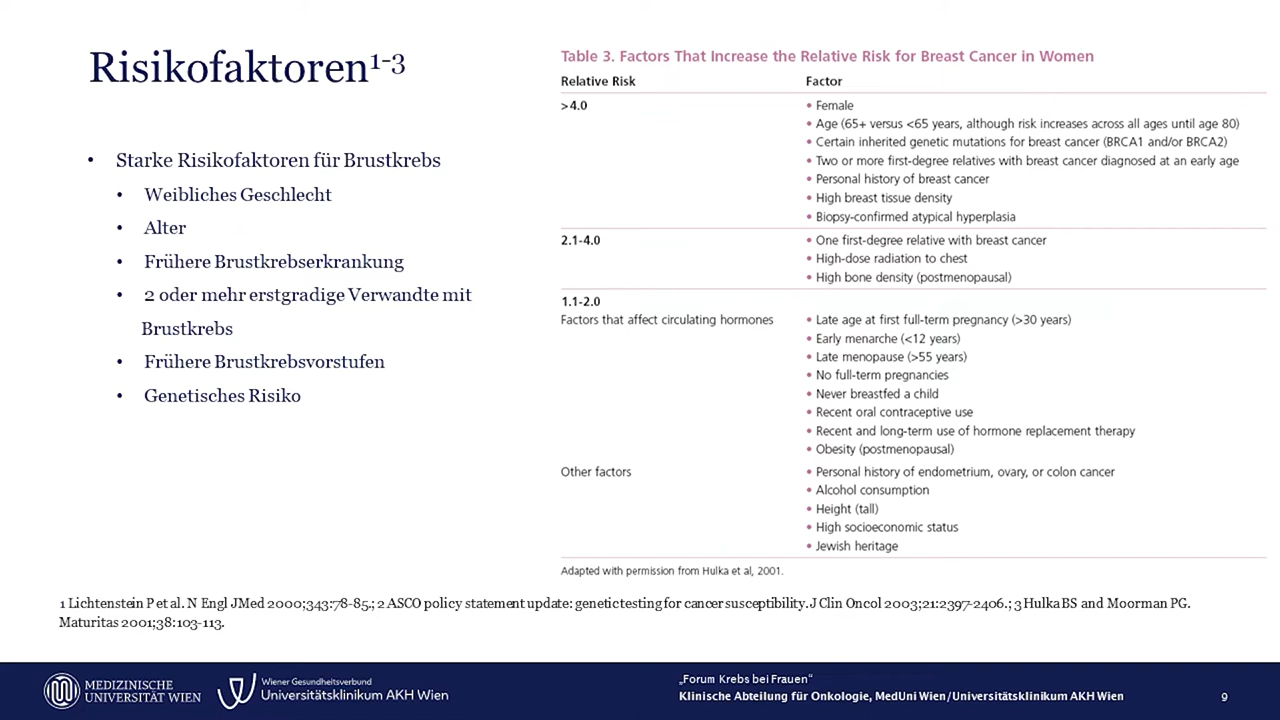 Risikofaktoren1-3
• Starke Risikofaktoren für Brustkrebs
• Weibliches Geschlecht
• Alter
• Frühere Brustkrebserkrankung
• 2 oder mehr erstgradige Verwandte mit
Brustkrebs
• Frühere Brustkrebsvorstufen
• Genetisches Risiko
Table 3. Factors That Increase the Relative Risk for Breast Cancer in Women
Relative Risk Factor
>4.0 • Female
• Age (65+ versus <65 years, although risk increases across all ages until age 80)
• Certain inherited genetic mutations for breast cancer (BRCA1 and/or BRCA2)
• Two or more first-degree relatives with breast cancer diagnosed at an early age
• Personal history of breast cancer
• High breast tissue density
• Biopsy-confirmed atypical hyperplasia
2.1-4.0 • One first-degree relative with breast cancer
• High-dose radiation to chest
• High bone density (postmenopausal)
1.1-2.0
Factors that affect circulating hormones • Late age at first full-term pregnancy (>30 years)
• Early menarche (<12 years)
• Late menopause (>55 years)
• No full-term pregnancies
• Never breastfed a child
• Recent oral contraceptive use
• Recent and long-term use of hormone replacement therapy
• Obesity (postmenopausal)
Other factors • Personal history of endometrium, ovary, or colon cancer
• Alcohol consumption
• Height (tall)
• High socioeconomic status
• Jewish heritage
Adapted with permission from Hulka et al, 2001.
1 Lichtenstein P et al. N Engl J Med 2000;343:78-85.; 2 ASCO policy statement update: genetic testing for cancer susceptibility. J Clin Oncol 2003;21:2397-2406.; 3 Hulka BS and Moorman PG.
Maturitas 2001;38:103-113.
MEDIZINISCHE
UNIVERSITÄT WIEN
Wiener Gesundheitsverbund
Universitätsklinikum AKH Wien
„Forum Krebs bei Frauen“
Klinische Abteilung für Onkologie, MedUni Wien/Universitätsklinikum AKH Wien
9